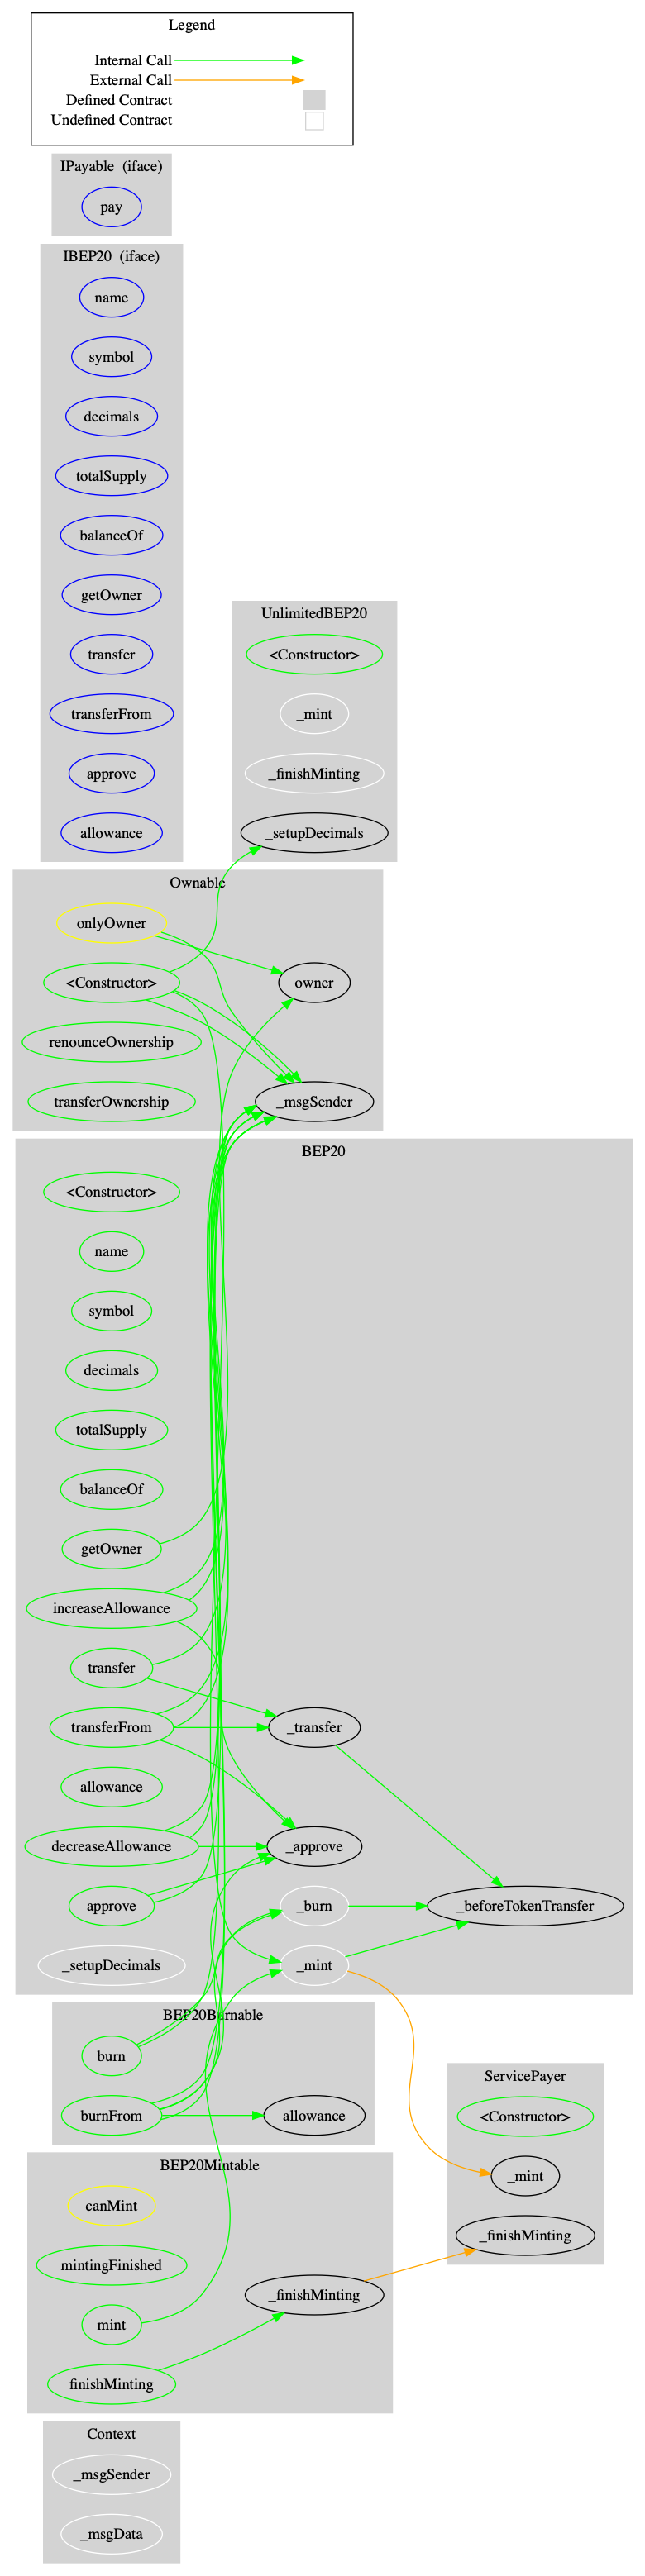 Legend
Internal Call
External Call
Defined Contract
Undefined Contract
IPayable (iface)
pay
IBEP20 (iface)
name
symbol
decimals
totalSupply
balanceOf
getOwner
transfer
transferFrom
approve
allowance
UnlimitedBEP20
<Constructor>
_mint
_finishMinting
_setupDecimals
Ownable
onlyOwner
<Constructor>
owner
renounceOwnership
transferOwnership
_msgSender
BEP20
<Constructor>
name
symbol
decimals
totalSupply
balanceOf
getOwner
increaseAllowance
transfer
transferFrom
_transfer
allowance
decreaseAllowance
_approve
approve
_burn
_beforeTokenTransfer
_setupDecimals
_mint
BEP20Burnable
burn
burnFrom
allowance
ServicePayer
<Constructor>
_mint
_finishMinting
BEP20Mintable
canMint
mintingFinished
_finishMinting
mint
finishMinting
Context
_msgSender
_msgData